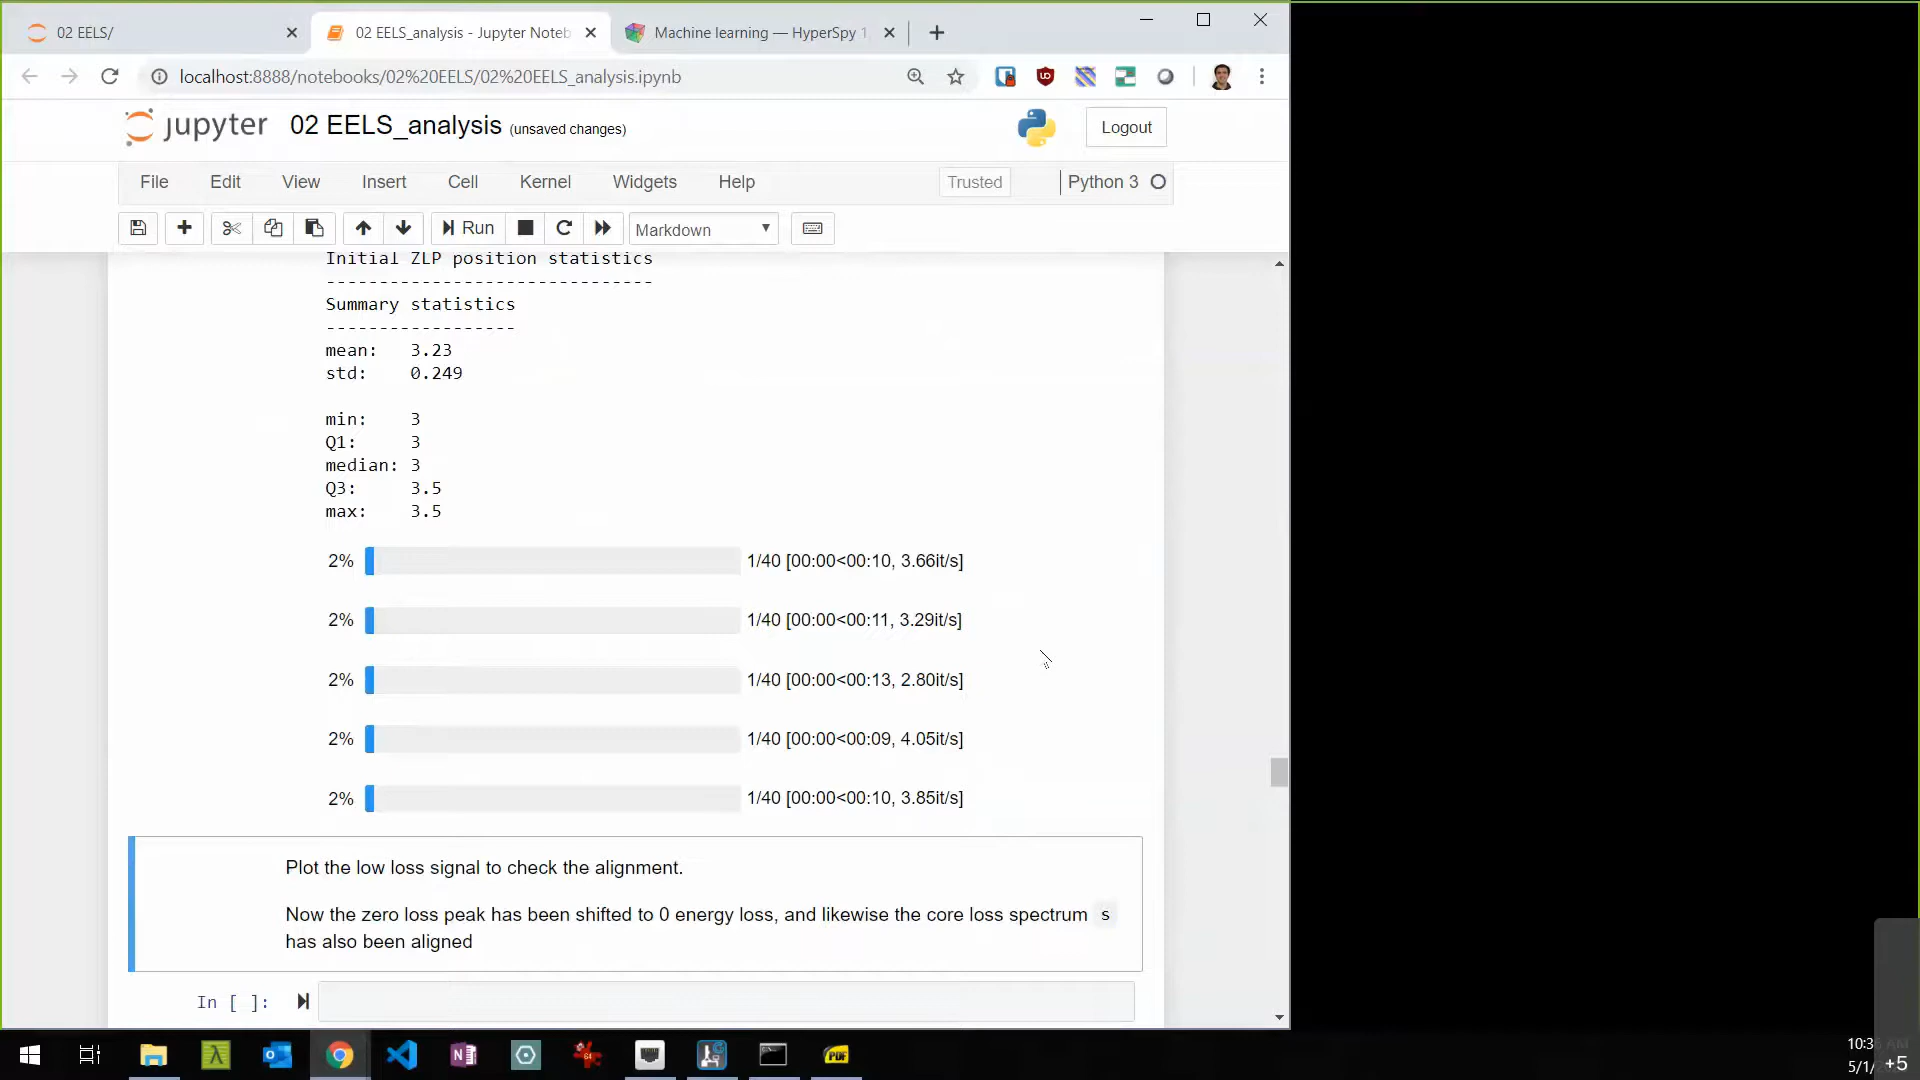 02 EELS/
02 EELS_analysis - Jupyter Noteb
Machine learning — HyperSpy 1
localhost:8888/notebooks/02%20EELS/02%20EELS_analysis.ipynb
jupyter 02 EELS_analysis (unsaved changes)
Logout
File Edit View Insert Cell Kernel Widgets Help
Trusted
Python 3
Run
Markdown
Initial ZLP position statistics
-------------------------------
Summary statistics
------------------
mean: 3.23
std: 0.249
min: 3
Q1: 3
median: 3
Q3: 3.5
max: 3.5
2% 1/40 [00:00<00:10, 3.66it/s]
2% 1/40 [00:00<00:11, 3.29it/s]
2% 1/40 [00:00<00:13, 2.80it/s]
2% 1/40 [00:00<00:09, 4.05it/s]
2% 1/40 [00:00<00:10, 3.85it/s]
Plot the low loss signal to check the alignment.
Now the zero loss peak has been shifted to 0 energy loss, and likewise the core loss spectrum s
has also been aligned
In [ ]:
PDF
+5